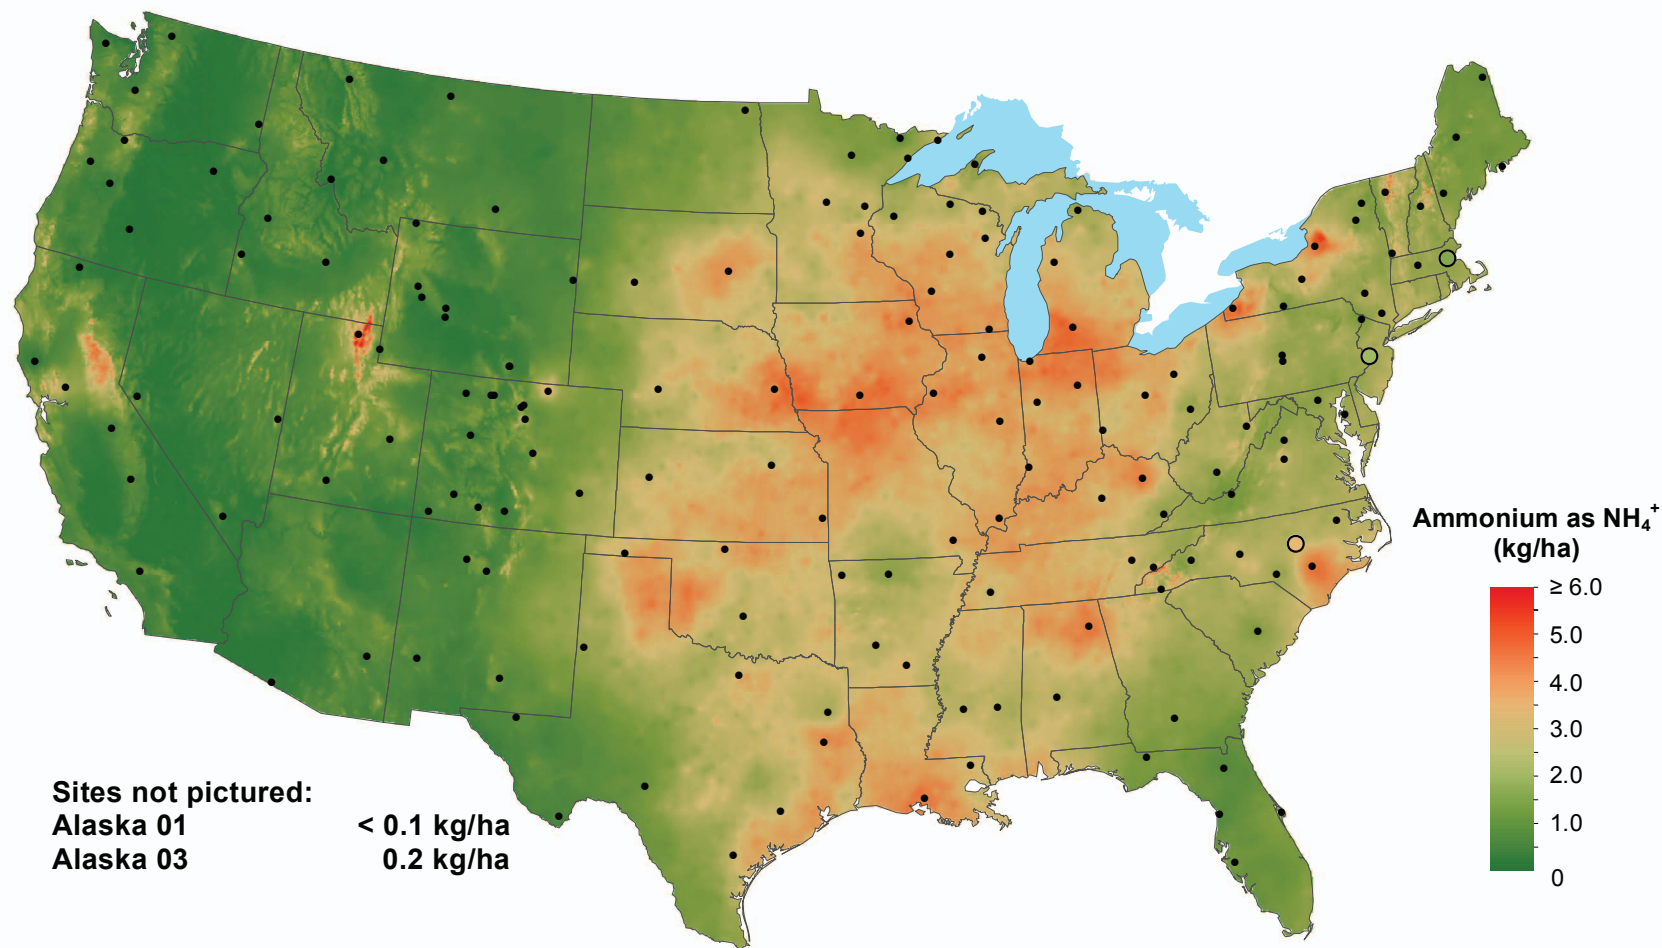 Ammonium as NH₄⁺
(kg/ha)
≥ 6.0
5.0
4.0
3.0
2.0
1.0
0
Sites not pictured:
Alaska 01 < 0.1 kg/ha
Alaska 03 0.2 kg/ha